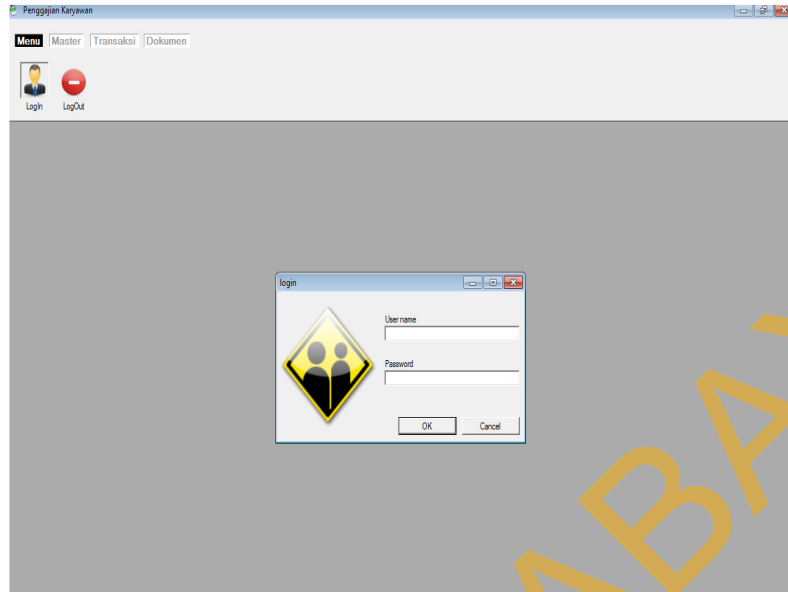 Penggajian Karyawan
Menu Master Transaksi Dokumen
LogIn LogOut
login
User name
Password
OK Cancel
ABA